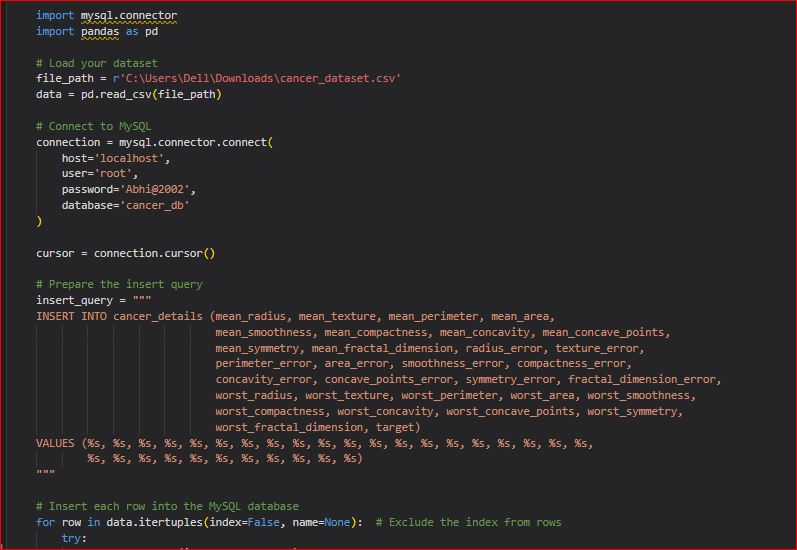 import mysql.connector
import pandas as pd
# Load your dataset
file_path = r'C:\Users\Dell\Downloads\cancer_dataset.csv'
data = pd.read_csv(file_path)
# Connect to MySQL
connection = mysql.connector.connect(
host='localhost',
user='root',
password='Abhi@2002',
database='cancer_db'
)
cursor = connection.cursor()
# Prepare the insert query
insert_query = """
INSERT INTO cancer_details (mean_radius, mean_texture, mean_perimeter, mean_area,
mean_smoothness, mean_compactness, mean_concavity, mean_concave_points,
mean_symmetry, mean_fractal_dimension, radius_error, texture_error,
perimeter_error, area_error, smoothness_error, compactness_error,
concavity_error, concave_points_error, symmetry_error, fractal_dimension_error,
worst_radius, worst_texture, worst_perimeter, worst_area, worst_smoothness,
worst_compactness, worst_concavity, worst_concave_points, worst_symmetry,
worst_fractal_dimension, target)
VALUES (%s, %s, %s, %s, %s, %s, %s, %s, %s, %s, %s, %s, %s, %s, %s, %s, %s, %s, %s, %s,
%s, %s, %s, %s, %s, %s, %s, %s, %s, %s, %s)
"""
# Insert each row into the MySQL database
for row in data.itertuples(index=False, name=None):  # Exclude the index from rows
try: